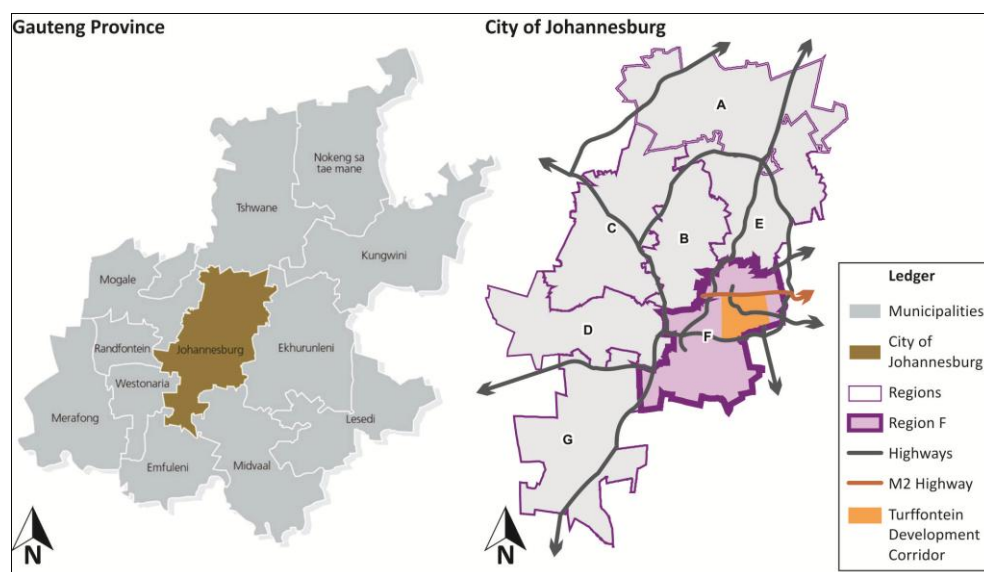 Gauteng Province
Nokeng sa
tae mane
Tshwane
Kungwini
Mogale
Randfontein
Johannesburg
Ekhurunleni
Westonaria
Merafong
Lesedi
Emfuleni
Midvaal
N
City of Johannesburg
A
C
B
E
D
F
G
N
Ledger
Municipalities
City of
Johannesburg
Regions
Region F
Highways
M2 Highway
Turffontein
Development
Corridor